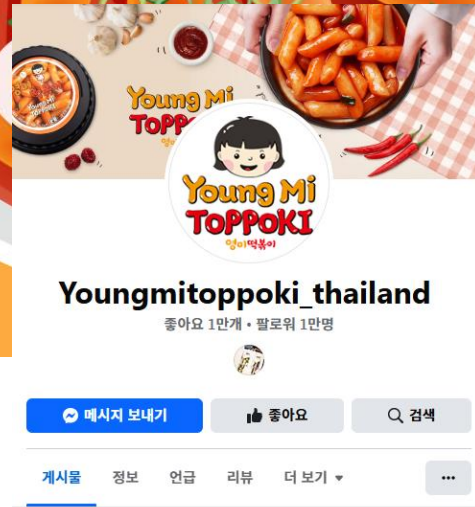 Young Mi
TOPP
Young Mi
TOPPOKI
영미떡볶이
Youngmitoppoki_thailand
좋아요 1만개 • 팔로워 1만명
메시지 보내기
좋아요
검색
게시물 정보 언급 리뷰 더 보기